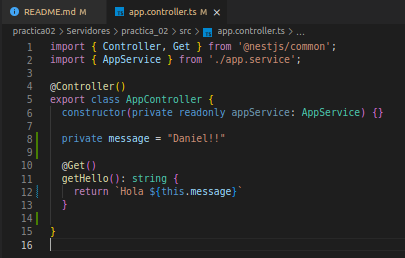 README.md M app.controller.ts M ×
practica02 > Servidores > practica_02 > src > app.controller.ts > ...
1 import { Controller, Get } from '@nestjs/common';
2 import { AppService } from './app.service';
3
4 @Controller()
5 export class AppController {
6 constructor(private readonly appService: AppService) {}
7
8 private message = "Daniel!!"
9
10 @Get()
11 getHello(): string {
12 return `Hola ${this.message}`
13 }
14
15 }
16